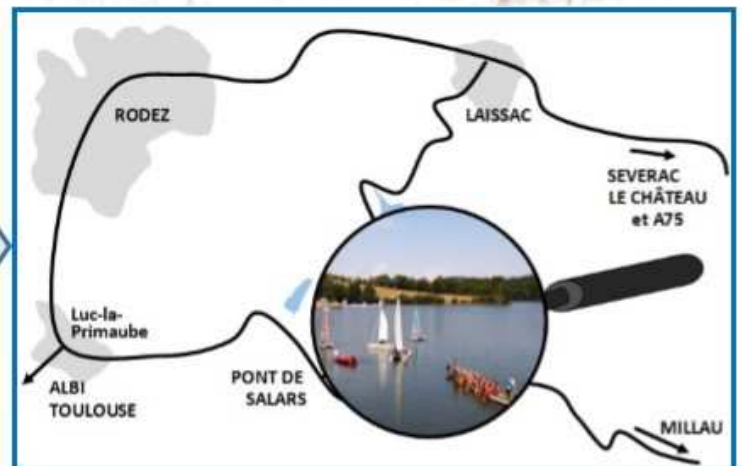 RODEZ
LAISSAC
SEVERAC
LE CHÂTEAU
et A75
Luc-la-
Primaube
ALBI
TOULOUSE
PONT DE
SALARS
MILLAU